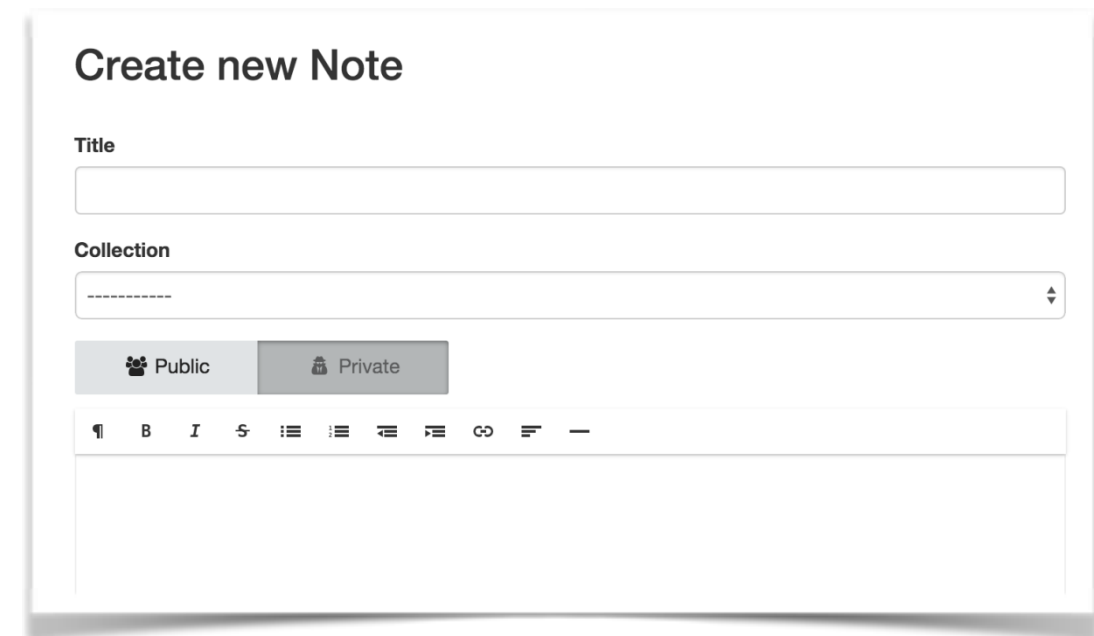 Create new Note
Title
Collection
-----------
Public Private
¶ B I S